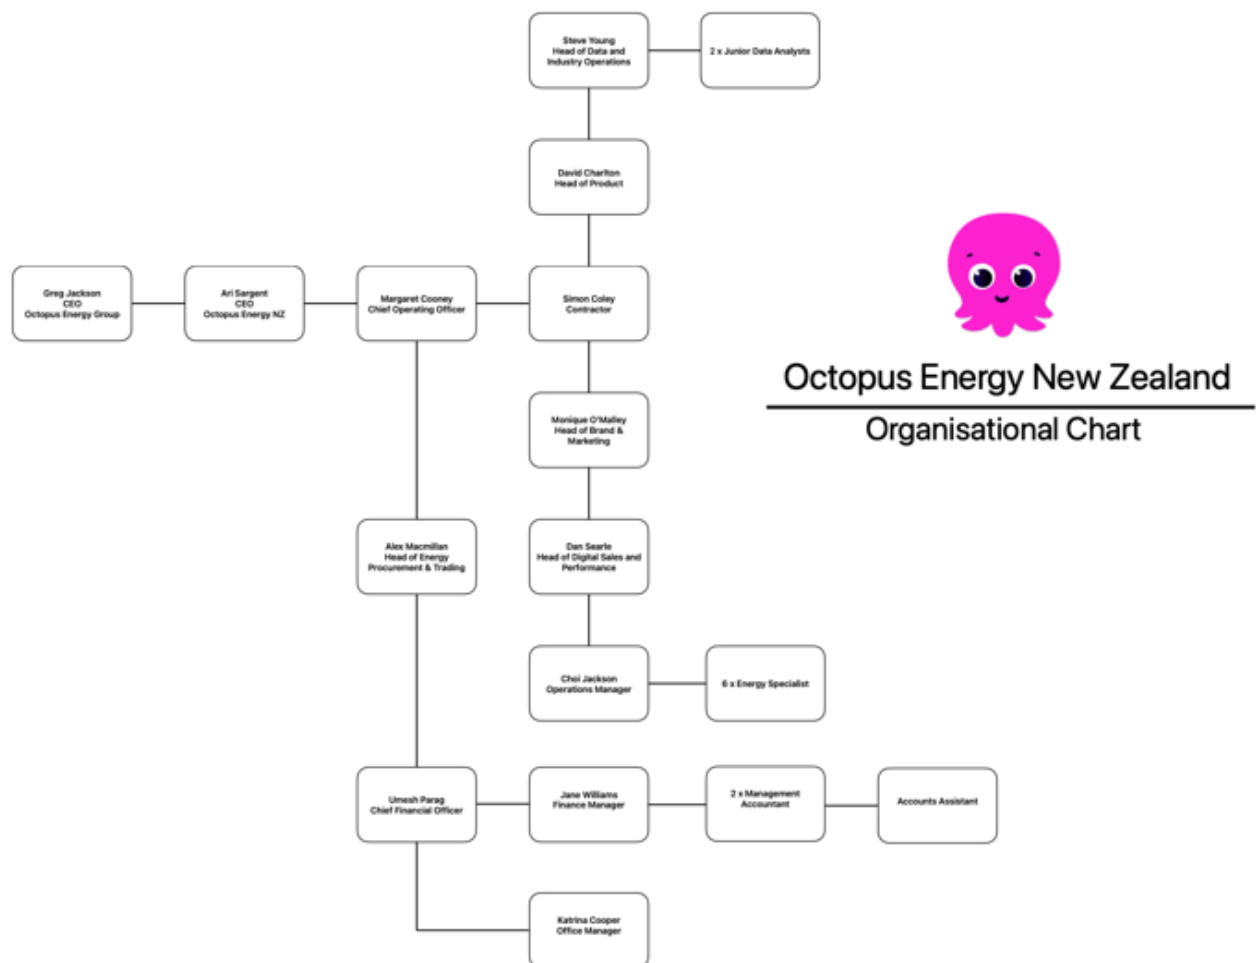 Steve Young
Head of Data and
Industry Operations
2 x Junior Data Analysts
David Charlton
Head of Product
Greg Jackson
CEO
Octopus Energy Group
Ari Sargent
CEO
Octopus Energy NZ
Margaret Cooney
Chief Operating Officer
Simon Coley
Contractor
Octopus Energy New Zealand
Organisational Chart
Monique O'Malley
Head of Brand &
Marketing
Alex Macmillan
Head of Energy
Procurement & Trading
Dan Searle
Head of Digital Sales and
Performance
Choi Jackson
Operations Manager
6 x Energy Specialist
Umesh Parag
Chief Financial Officer
Jane Williams
Finance Manager
2 x Management
Accountant
Accounts Assistant
Katrina Cooper
Office Manager